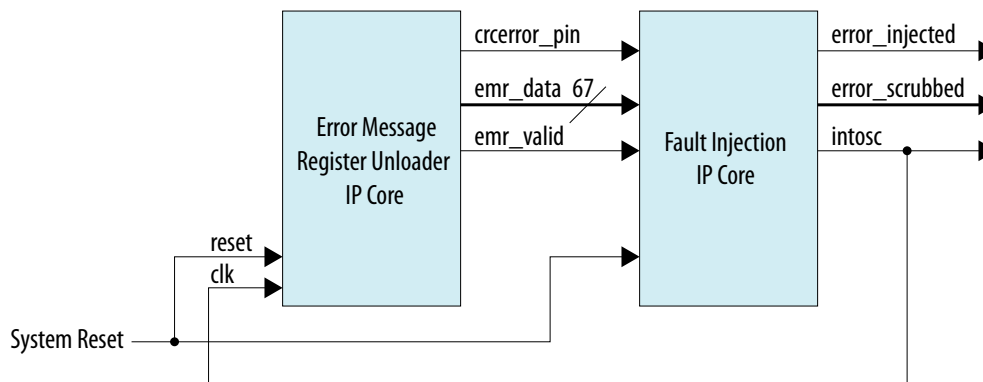 crcerror_pin
error_injected
emr_data 67
error_scrubbed
Error Message
Register Unloader
IP Core
emr_valid
Fault Injection
IP Core
intosc
reset
clk
System Reset